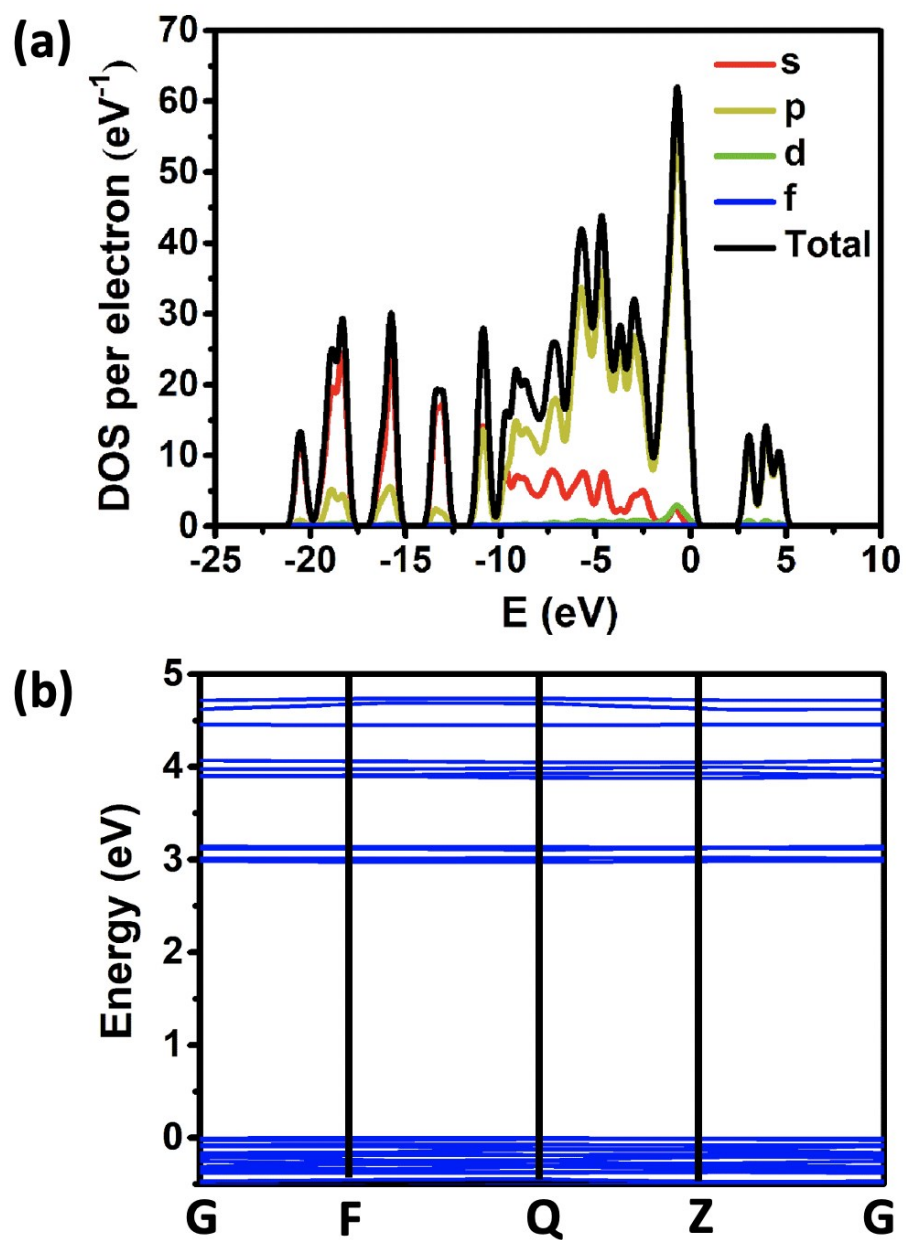 (a)
DOS per electron (eV⁻¹)
70
60
50
40
30
20
10
0
s
p
d
f
Total
-25 -20 -15 -10 -5 0 5 10
E (eV)
(b)
Energy (eV)
5
4
3
2
1
0
G F Q Z G